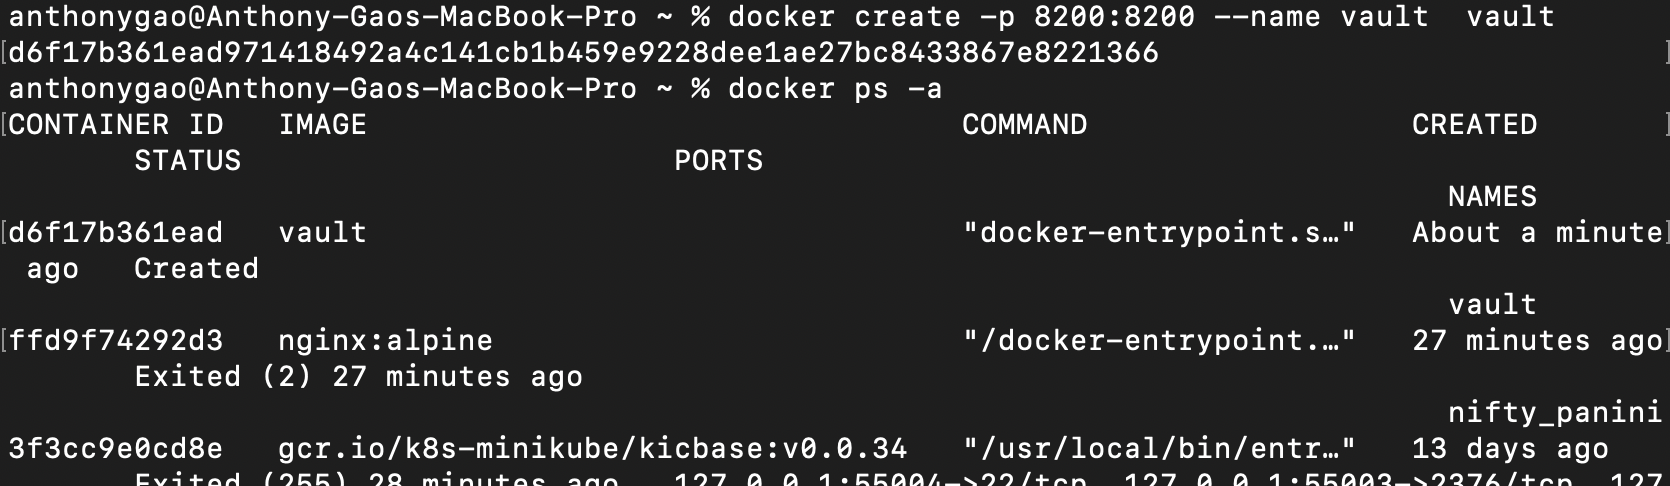 anthonygao@Anthony-Gaos-MacBook-Pro ~ % docker create -p 8200:8200 --name vault  vault
[d6f17b361ead971418492a4c141cb1b459e9228dee1ae27bc8433867e8221366 ]
anthonygao@Anthony-Gaos-MacBook-Pro ~ % docker ps -a
[CONTAINER ID   IMAGE                                 COMMAND                  CREATED ]
STATUS                        PORTS
NAMES
[d6f17b361ead   vault                                 "docker-entrypoint.s…"   About a minute]
ago   Created
vault
[ffd9f74292d3   nginx:alpine                          "/docker-entrypoint.…"   27 minutes ago]
Exited (2) 27 minutes ago
nifty_panini
3f3cc9e0cd8e   gcr.io/k8s-minikube/kicbase:v0.0.34   "/usr/local/bin/entr…"   13 days ago
Exited (255) 28 minutes ago   127.0.0.1:55004->22/tcp, 127.0.0.1:55003->2376/tcp, 127